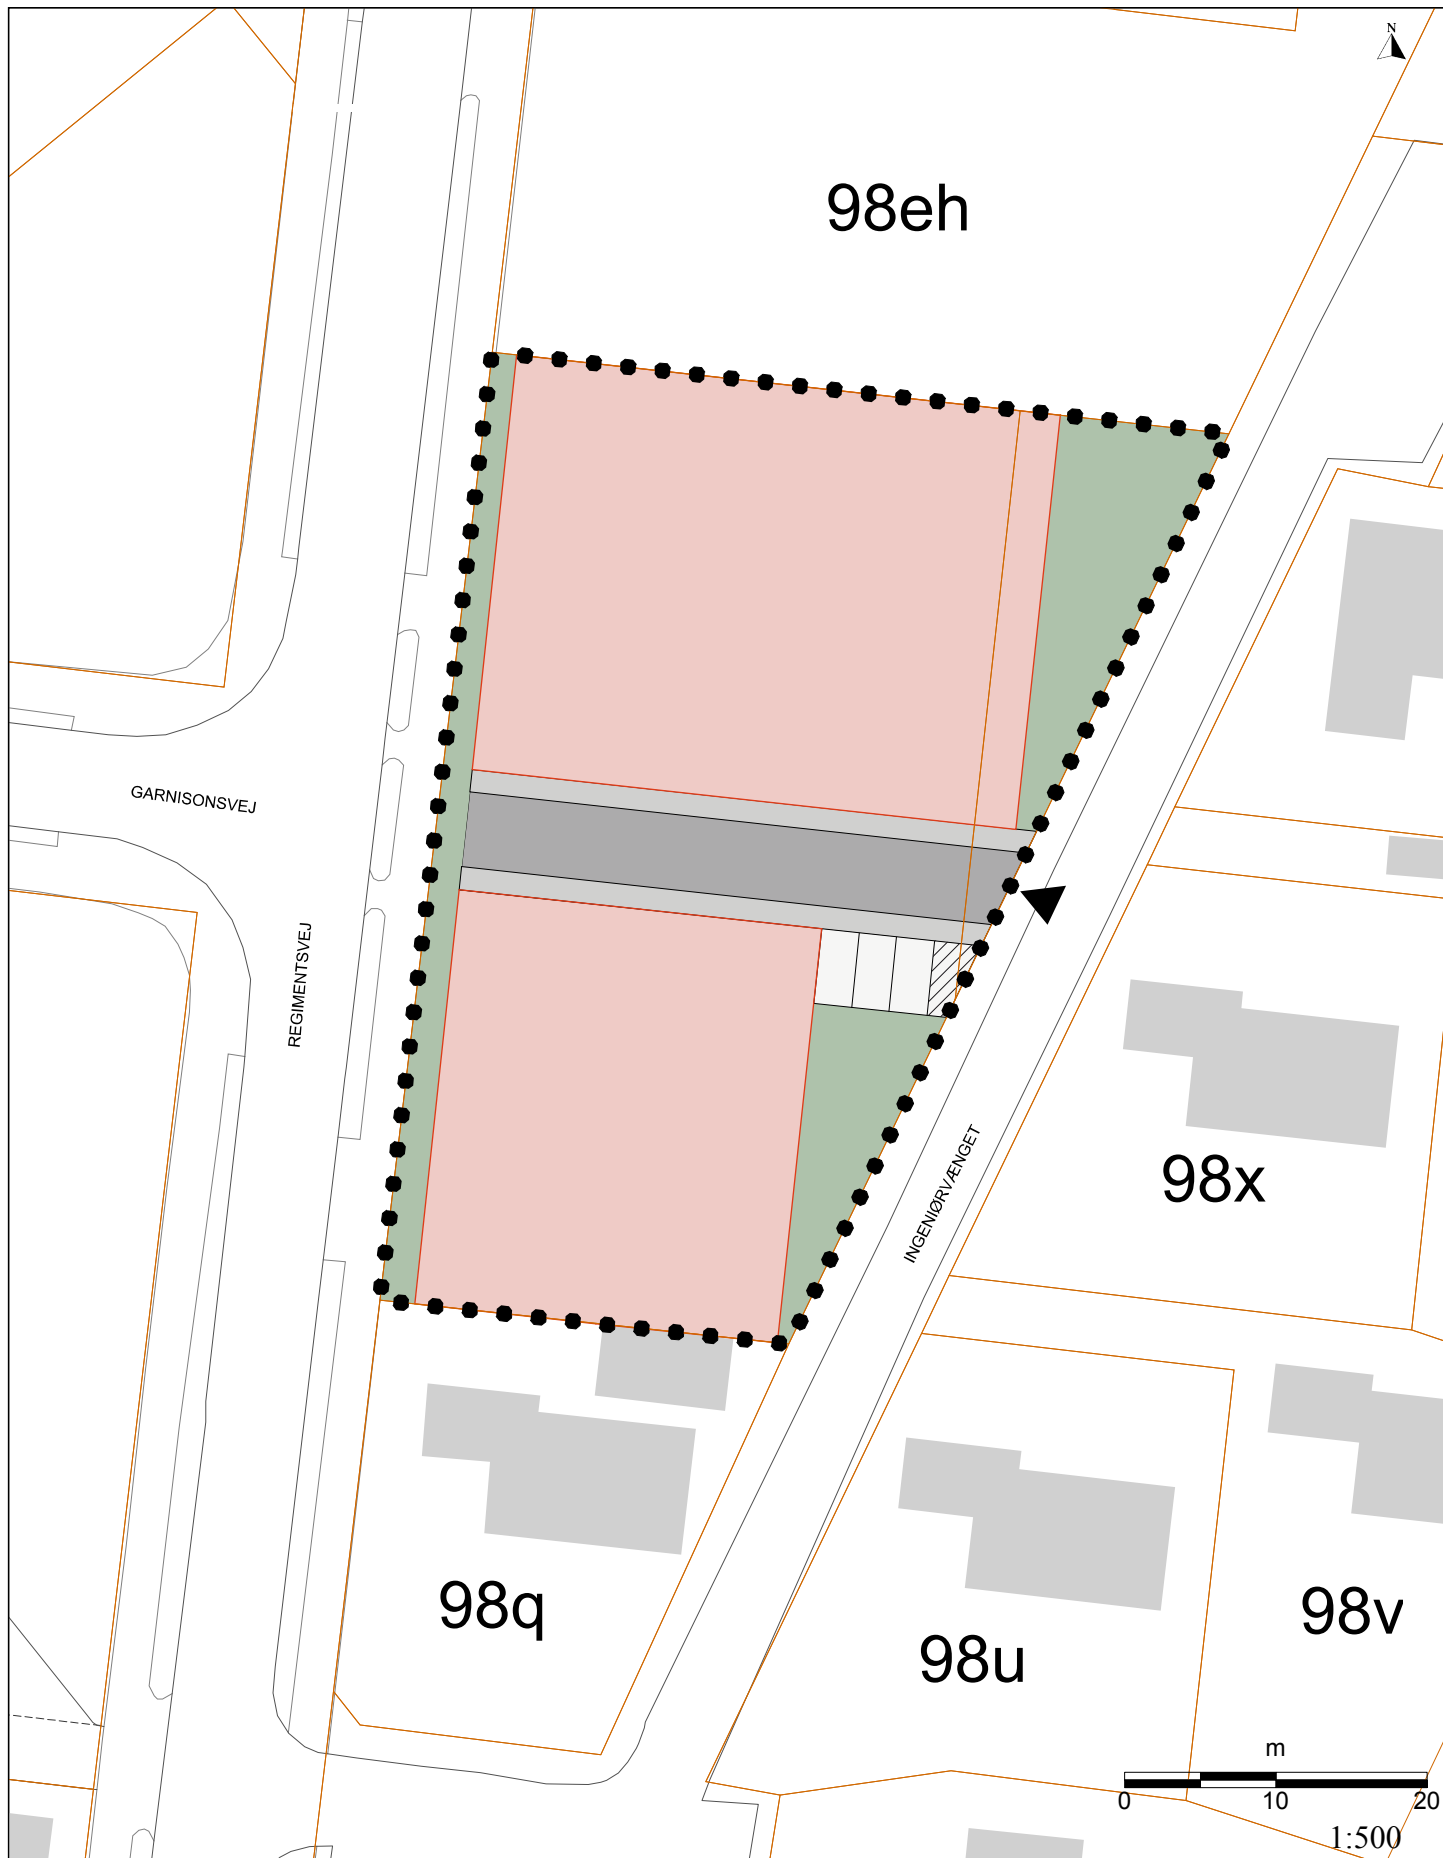 N
98eh
GARNISONSVEJ
REGIMENTSVEJ
INGENIØRVÆNGET
98x
98q
98u
98v
m
0 10 20
1:500